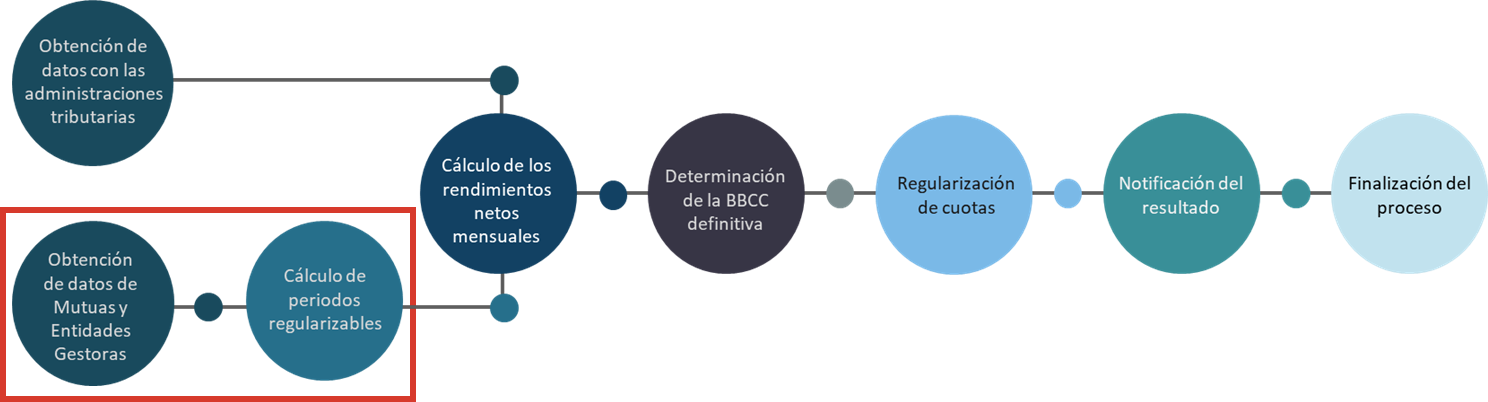 Obtención de
datos con las
administraciones
tributarias
Obtención
de datos de
Mutuas y
Entidades
Gestoras
Cálculo de
periodos
regularizables
Cálculo de los
rendimientos
netos
mensuales
Determinación
de la BBCC
definitiva
Regularización
de cuotas
Notificación del
resultado
Finalización del
proceso